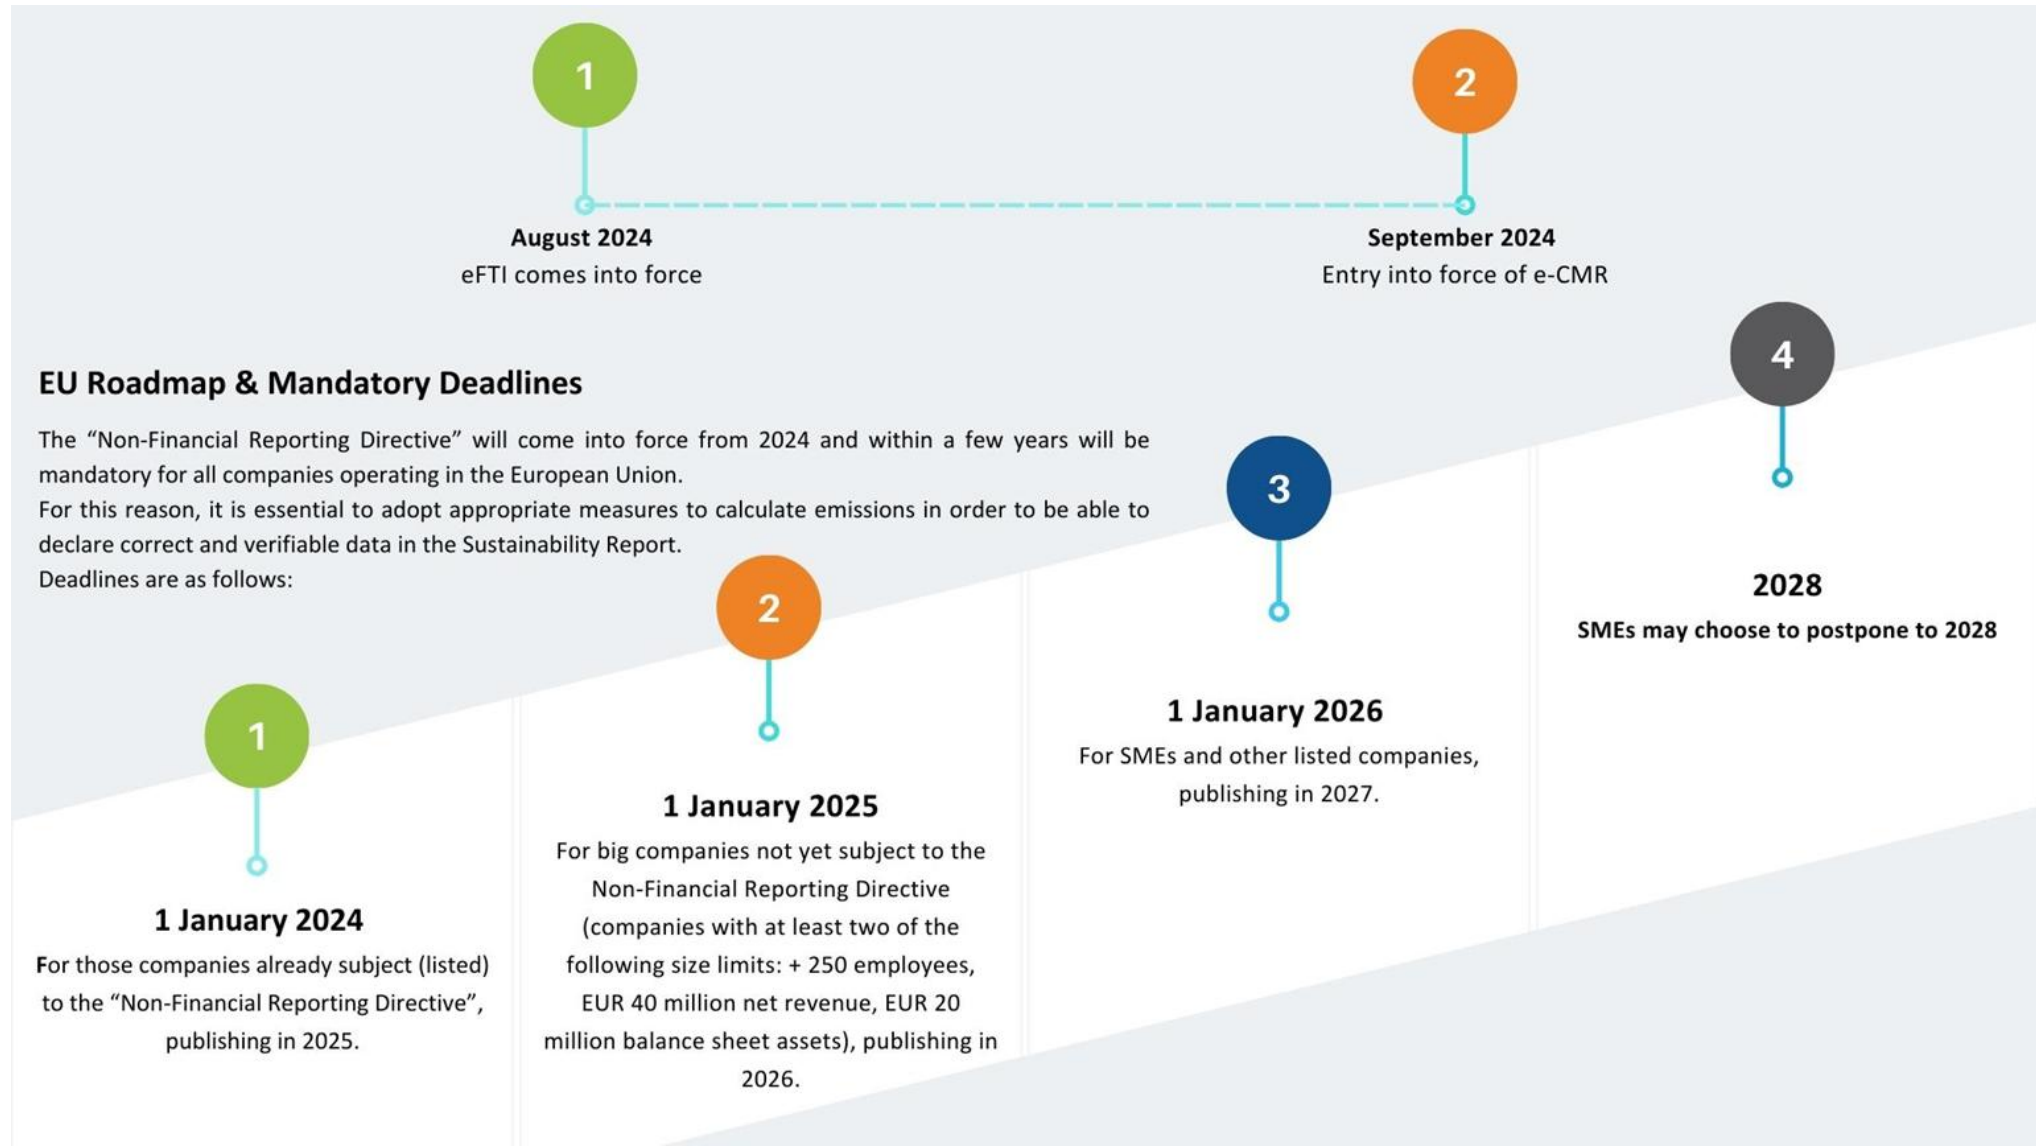 1
2
August 2024
eFTI comes into force
September 2024
Entry into force of e-CMR
EU Roadmap & Mandatory Deadlines
The “Non-Financial Reporting Directive” will come into force from 2024 and within a few years will be
mandatory for all companies operating in the European Union.
For this reason, it is essential to adopt appropriate measures to calculate emissions in order to be able to
declare correct and verifiable data in the Sustainability Report.
Deadlines are as follows:
1
1 January 2024
For those companies already subject (listed)
to the “Non-Financial Reporting Directive”,
publishing in 2025.
2
1 January 2025
For big companies not yet subject to the
Non-Financial Reporting Directive
(companies with at least two of the
following size limits: + 250 employees,
EUR 40 million net revenue, EUR 20
million balance sheet assets), publishing in
2026.
3
1 January 2026
For SMEs and other listed companies,
publishing in 2027.
4
2028
SMEs may choose to postpone to 2028